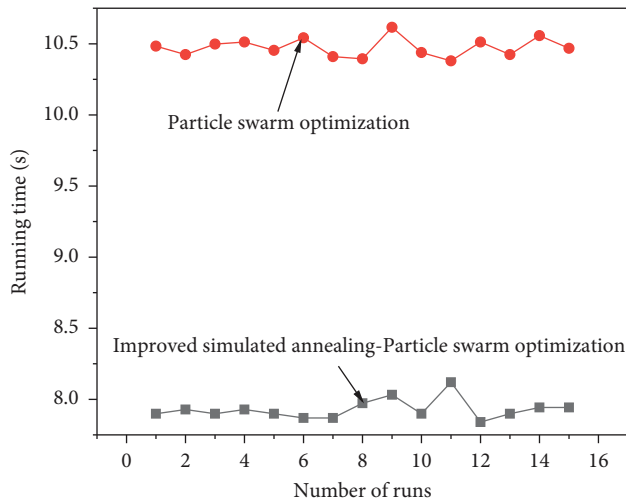 10.5
Particle swarm optimization
10.0
9.5
Running time (s)
9.0
8.5
Improved simulated annealing-Particle swarm optimization
8.0
0 2 4 6 8 10 12 14 16
Number of runs